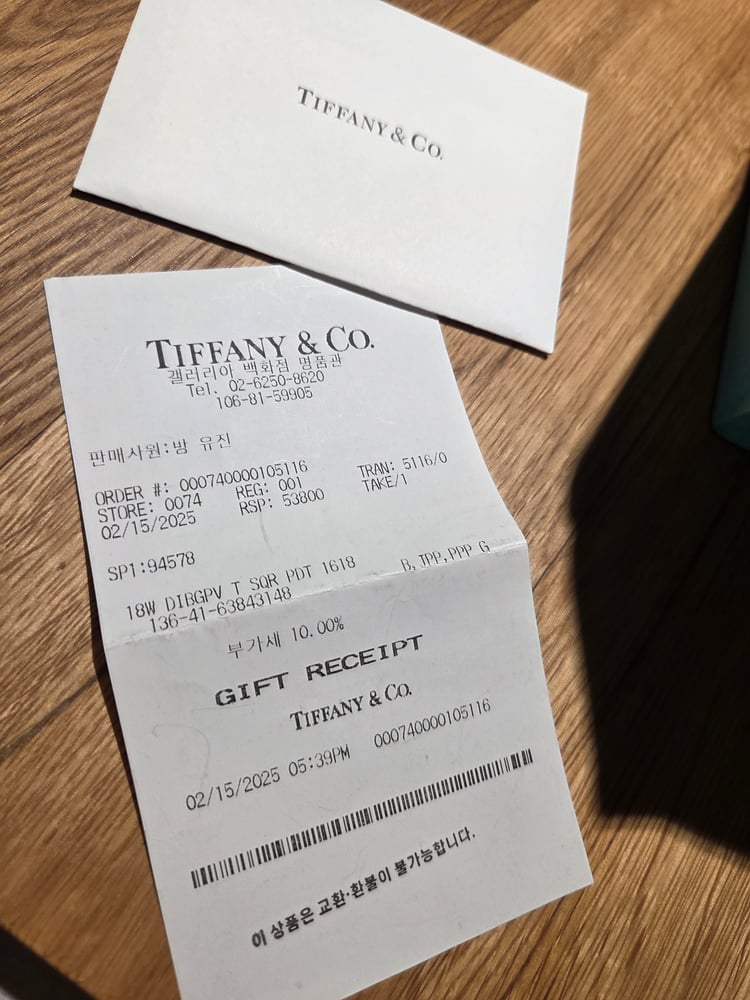 TIFFANY & CO.
TIFFANY & CO.
갤러리아 백화점 명품관
Tel. 02-6250-8620
106-81-59905
판매사원:방 유진
ORDER #: 000740000105116 TRAN: 5116/0
STORE: 0074 REG: 001 TAKE/1
02/15/2025 RSP: 53800
SP1:94578
18W DIBGPV T SQR PDT 1618 B,TPP,PPP G
136-41-63843148
부가세 10.00%
GIFT RECEIPT
TIFFANY & CO.
02/15/2025 05:39PM 000740000105116
이 상품은 교환·환불이 불가능합니다.